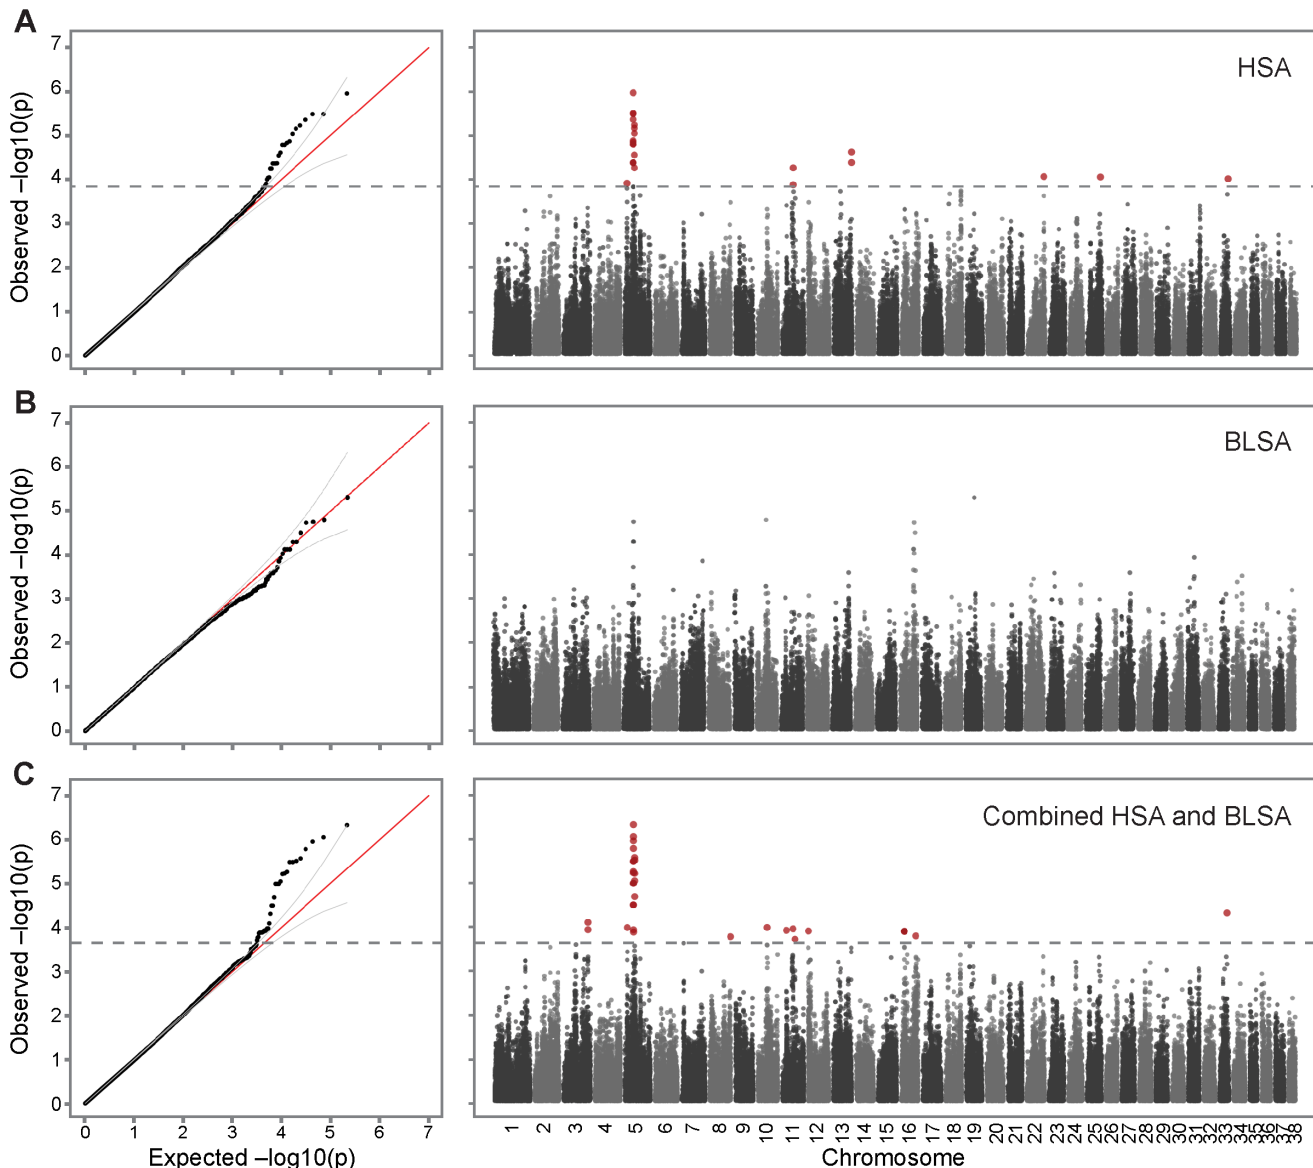 A
HSA
Observed –log10(p)
7
6
5
4
3
2
1
0
B
BLSA
Observed –log10(p)
7
6
5
4
3
2
1
0
C
Combined HSA and BLSA
Observed –log10(p)
7
6
5
4
3
2
1
0
0 1 2 3 4 5 6 7
Expected –log10(p)
1 2 3 4 5 6 7 8 9 10 11 12 13 14 15 16 17 18 19 20 21 22 23 24 25 26 27 28 29 30 31 32 33 34 35 36 37 38
Chromosome